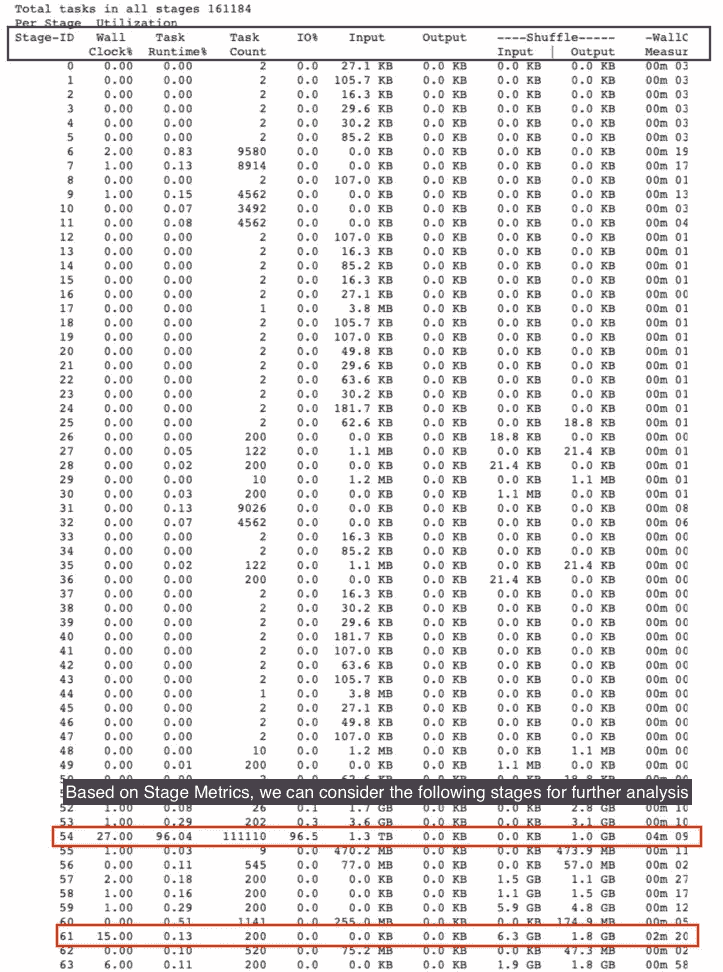 Total tasks in all stages 161184
Per Stage Utilization
Stage-ID Wall Task Task IO% Input Output ----Shuffle----- -WallC
Clock% Runtime% Count Input | Output Measur
0 0.00 0.00 2 0.0 27.1 KB 0.0 KB 0.0 KB 0.0 KB 00m 03
1 0.00 0.00 2 0.0 105.7 KB 0.0 KB 0.0 KB 0.0 KB 00m 03
2 0.00 0.00 2 0.0 16.3 KB 0.0 KB 0.0 KB 0.0 KB 00m 03
3 0.00 0.00 2 0.0 29.6 KB 0.0 KB 0.0 KB 0.0 KB 00m 03
4 0.00 0.00 2 0.0 30.2 KB 0.0 KB 0.0 KB 0.0 KB 00m 03
5 0.00 0.00 2 0.0 85.2 KB 0.0 KB 0.0 KB 0.0 KB 00m 03
6 2.00 0.83 9580 0.0 0.0 KB 0.0 KB 0.0 KB 0.0 KB 00m 19
7 1.00 0.13 8914 0.0 0.0 KB 0.0 KB 0.0 KB 0.0 KB 00m 17
8 0.00 0.00 2 0.0 107.0 KB 0.0 KB 0.0 KB 0.0 KB 00m 01
9 1.00 0.15 4562 0.0 0.0 KB 0.0 KB 0.0 KB 0.0 KB 00m 13
10 0.00 0.07 3492 0.0 0.0 KB 0.0 KB 0.0 KB 0.0 KB 00m 03
11 0.00 0.08 4562 0.0 0.0 KB 0.0 KB 0.0 KB 0.0 KB 00m 04
12 0.00 0.00 2 0.0 107.0 KB 0.0 KB 0.0 KB 0.0 KB 00m 01
13 0.00 0.00 2 0.0 16.3 KB 0.0 KB 0.0 KB 0.0 KB 00m 01
14 0.00 0.00 2 0.0 85.2 KB 0.0 KB 0.0 KB 0.0 KB 00m 01
15 0.00 0.00 2 0.0 16.3 KB 0.0 KB 0.0 KB 0.0 KB 00m 01
16 0.00 0.00 2 0.0 27.1 KB 0.0 KB 0.0 KB 0.0 KB 00m 00
17 0.00 0.00 1 0.0 3.8 MB 0.0 KB 0.0 KB 0.0 KB 00m 01
18 0.00 0.00 2 0.0 105.7 KB 0.0 KB 0.0 KB 0.0 KB 00m 01
19 0.00 0.00 2 0.0 107.0 KB 0.0 KB 0.0 KB 0.0 KB 00m 01
20 0.00 0.00 2 0.0 49.8 KB 0.0 KB 0.0 KB 0.0 KB 00m 01
21 0.00 0.00 2 0.0 29.6 KB 0.0 KB 0.0 KB 0.0 KB 00m 01
22 0.00 0.00 2 0.0 63.6 KB 0.0 KB 0.0 KB 0.0 KB 00m 01
23 0.00 0.00 2 0.0 30.2 KB 0.0 KB 0.0 KB 0.0 KB 00m 01
24 0.00 0.00 2 0.0 181.7 KB 0.0 KB 0.0 KB 0.0 KB 00m 01
25 0.00 0.00 2 0.0 62.6 KB 0.0 KB 0.0 KB 18.8 KB 00m 01
26 0.00 0.00 200 0.0 0.0 KB 0.0 KB 18.8 KB 0.0 KB 00m 00
27 0.00 0.05 122 0.0 1.1 MB 0.0 KB 0.0 KB 21.4 KB 00m 01
28 0.00 0.02 200 0.0 0.0 KB 0.0 KB 21.4 KB 0.0 KB 00m 00
29 0.00 0.00 10 0.0 1.2 MB 0.0 KB 0.0 KB 1.1 MB 00m 01
30 0.00 0.03 200 0.0 0.0 KB 0.0 KB 1.1 MB 0.0 KB 00m 01
31 0.00 0.13 9026 0.0 0.0 KB 0.0 KB 0.0 KB 0.0 KB 00m 08
32 0.00 0.07 4562 0.0 0.0 KB 0.0 KB 0.0 KB 0.0 KB 00m 06
33 0.00 0.00 2 0.0 16.3 KB 0.0 KB 0.0 KB 0.0 KB 00m 00
34 0.00 0.00 2 0.0 85.2 KB 0.0 KB 0.0 KB 0.0 KB 00m 00
35 0.00 0.02 122 0.0 1.1 MB 0.0 KB 0.0 KB 21.4 KB 00m 00
36 0.00 0.00 200 0.0 0.0 KB 0.0 KB 21.4 KB 0.0 KB 00m 00
37 0.00 0.00 2 0.0 16.3 KB 0.0 KB 0.0 KB 0.0 KB 00m 00
38 0.00 0.00 2 0.0 30.2 KB 0.0 KB 0.0 KB 0.0 KB 00m 00
39 0.00 0.00 2 0.0 29.6 KB 0.0 KB 0.0 KB 0.0 KB 00m 00
40 0.00 0.00 2 0.0 181.7 KB 0.0 KB 0.0 KB 0.0 KB 00m 00
41 0.00 0.00 2 0.0 107.0 KB 0.0 KB 0.0 KB 0.0 KB 00m 00
42 0.00 0.00 2 0.0 63.6 KB 0.0 KB 0.0 KB 0.0 KB 00m 00
43 0.00 0.00 2 0.0 105.7 KB 0.0 KB 0.0 KB 0.0 KB 00m 00
44 0.00 0.00 1 0.0 3.8 MB 0.0 KB 0.0 KB 0.0 KB 00m 00
45 0.00 0.00 2 0.0 27.1 KB 0.0 KB 0.0 KB 0.0 KB 00m 00
46 0.00 0.00 2 0.0 49.8 KB 0.0 KB 0.0 KB 0.0 KB 00m 00
47 0.00 0.00 2 0.0 107.0 KB 0.0 KB 0.0 KB 0.0 KB 00m 00
48 0.00 0.00 10 0.0 1.2 MB 0.0 KB 0.0 KB 1.1 MB 00m 00
49 0.00 0.01 200 0.0 0.0 KB 0.0 KB 1.1 MB 0.0 KB 00m 00
Based on Stage Metrics, we can consider the following stages for further analysis
52 1.00 0.08 26 0.1 1.7 GB 0.0 KB 0.0 KB 2.8 GB 00m 10
53 1.00 0.29 202 0.3 3.6 GB 0.0 KB 0.0 KB 3.1 GB 00m 10
54 27.00 96.04 111110 96.5 1.3 TB 0.0 KB 0.0 KB 1.0 GB 04m 09
55 1.00 0.03 9 0.0 470.2 MB 0.0 KB 0.0 KB 473.9 MB 00m 11
56 0.00 0.11 545 0.0 77.0 MB 0.0 KB 0.0 KB 57.0 MB 00m 02
57 2.00 0.18 200 0.0 0.0 KB 0.0 KB 1.5 GB 1.1 GB 00m 27
58 1.00 0.16 200 0.0 0.0 KB 0.0 KB 1.1 GB 1.5 GB 00m 17
59 1.00 0.29 200 0.0 0.0 KB 0.0 KB 5.9 GB 4.8 GB 00m 12
60 0.00 0.51 1141 0.0 255.0 MB 0.0 KB 0.0 KB 174.9 MB 00m 05
61 15.00 0.13 200 0.0 0.0 KB 0.0 KB 6.3 GB 1.8 GB 02m 20
62 0.00 0.10 520 0.0 75.2 MB 0.0 KB 0.0 KB 47.3 MB 00m 02
63 6.00 0.11 200 0.0 0.0 KB 0.0 KB 1.9 GB 1.8 GB 00m 58